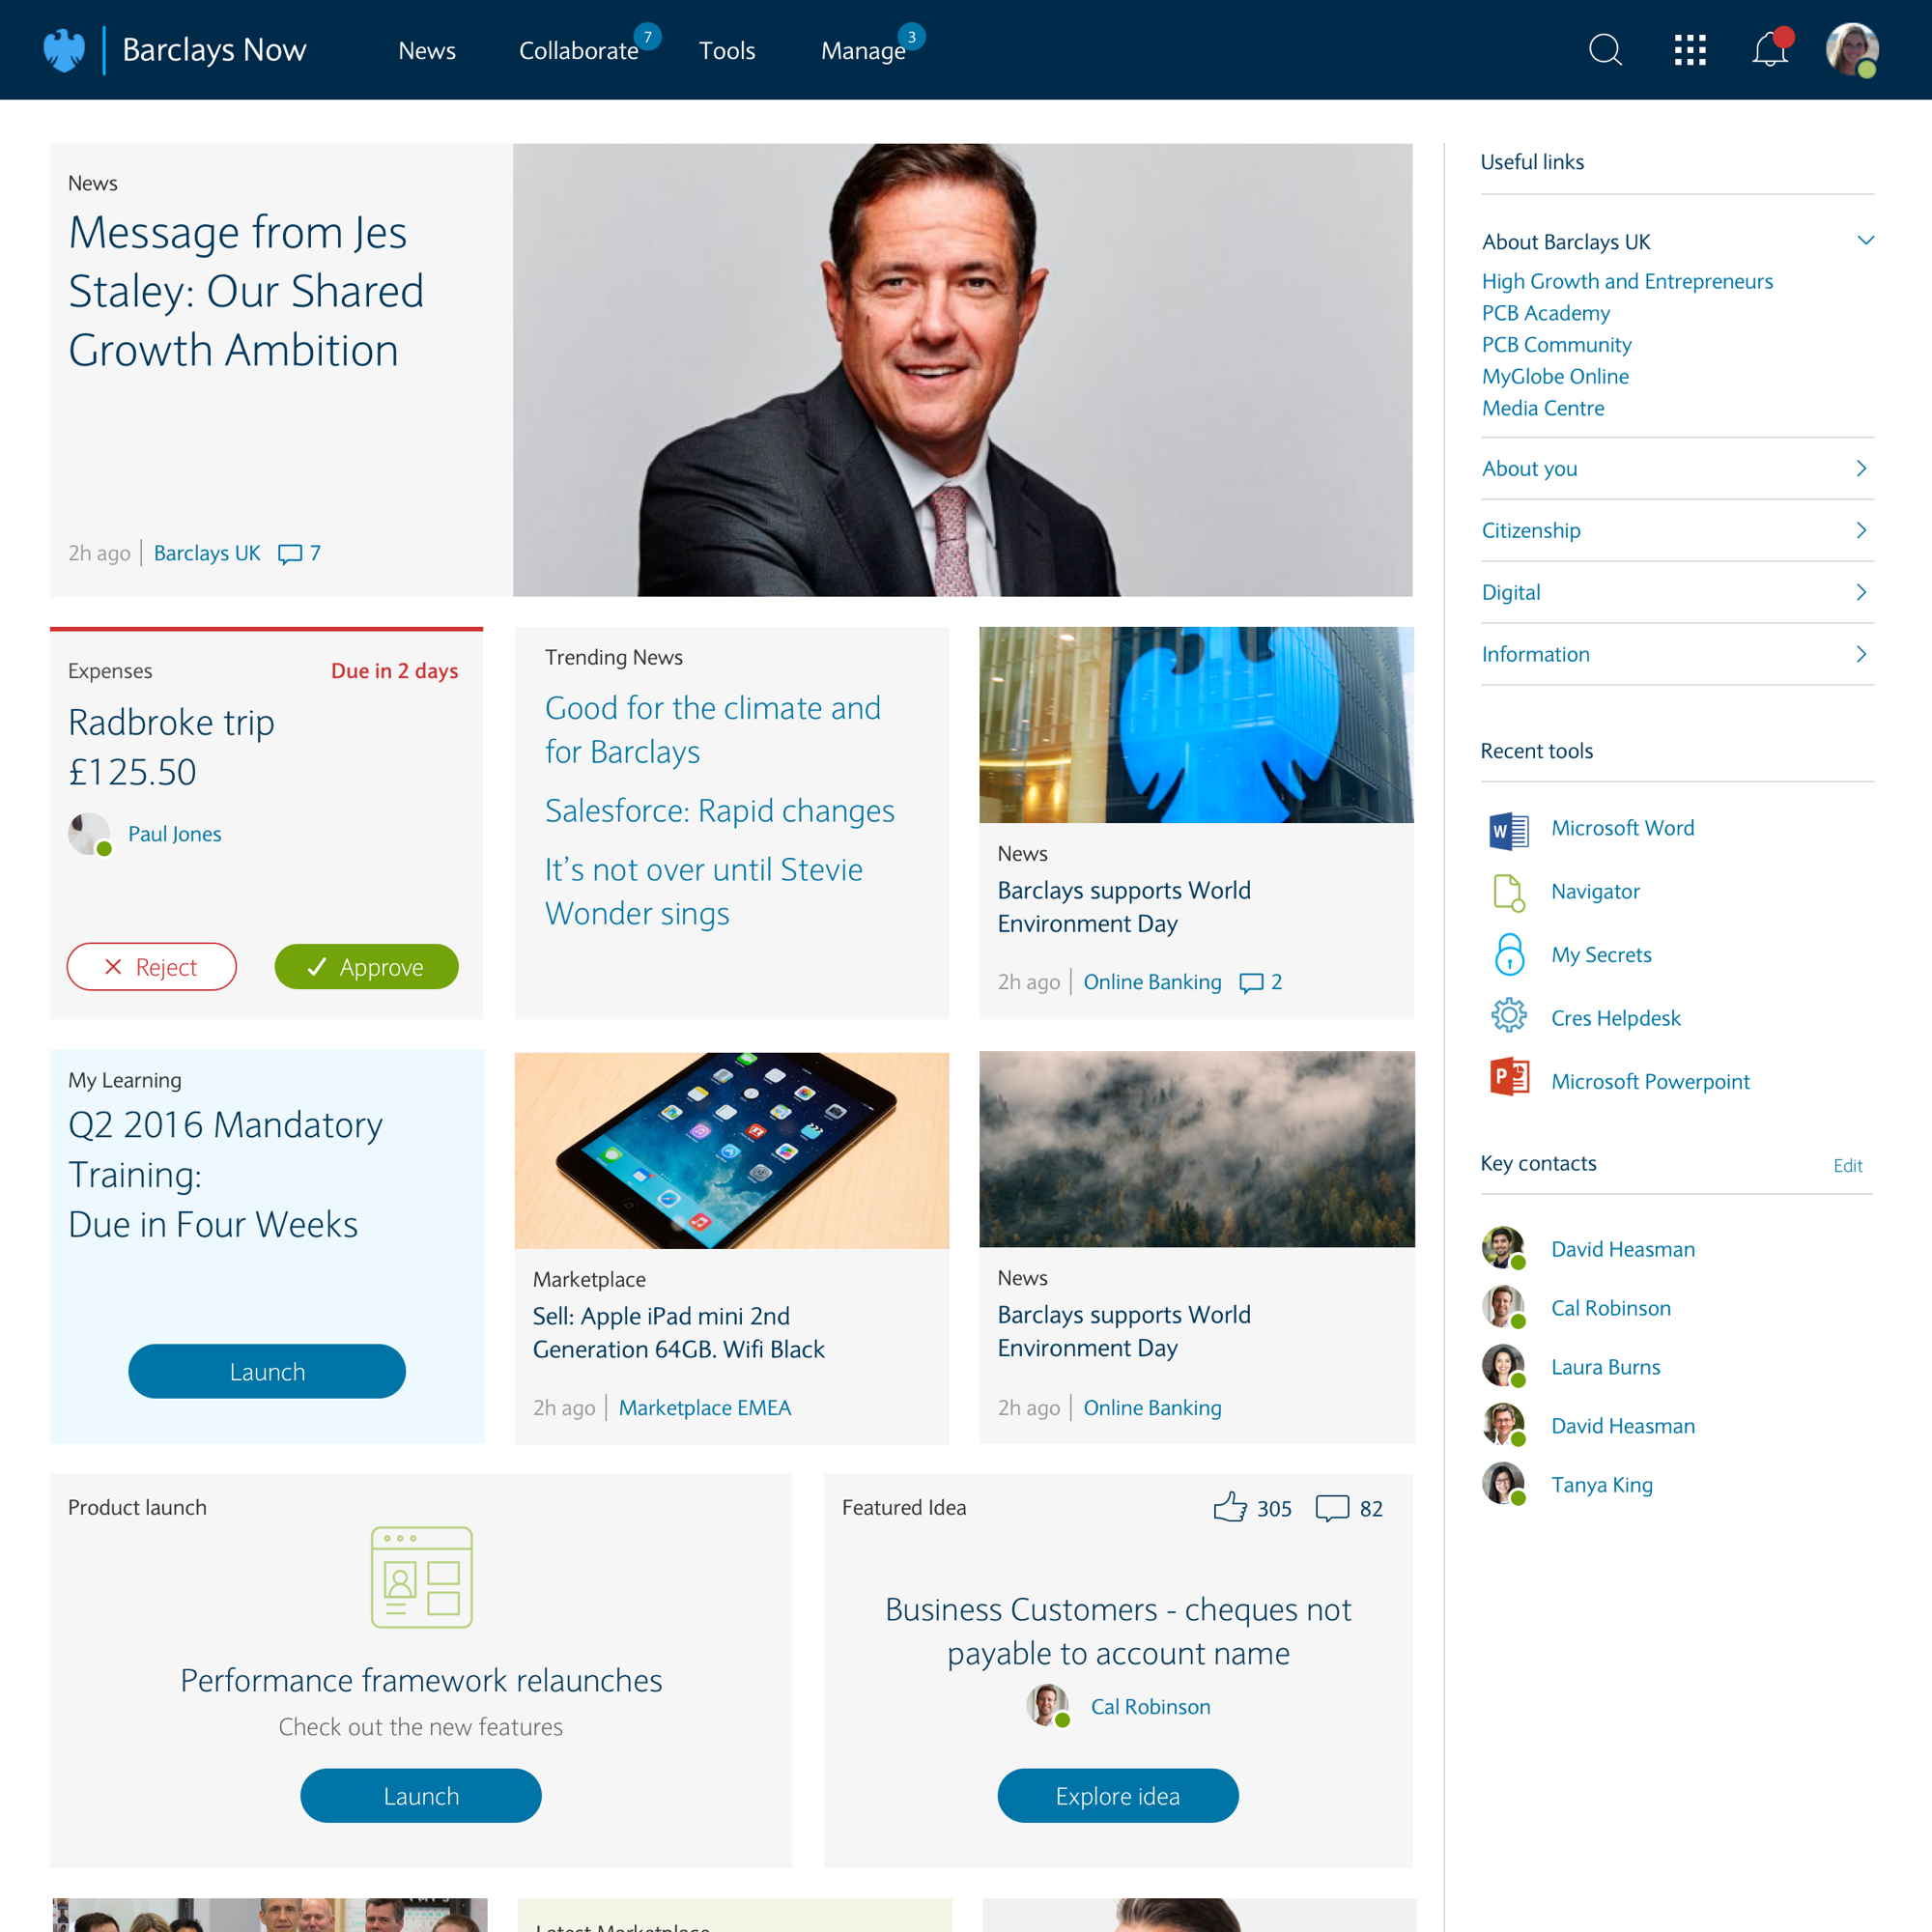 Barclays Now
News
Collaborate
7
Tools
Manage
3
News
Message from Jes
Staley: Our Shared
Growth Ambition
2h ago
Barclays UK
7
Expenses
Due in 2 days
Radbroke trip
£125.50
Paul Jones
Reject
Approve
Trending News
Good for the climate and
for Barclays
Salesforce: Rapid changes
It’s not over until Stevie
Wonder sings
News
Barclays supports World
Environment Day
2h ago
Online Banking
2
My Learning
Q2 2016 Mandatory
Training:
Due in Four Weeks
Launch
Marketplace
Sell: Apple iPad mini 2nd
Generation 64GB. Wifi Black
2h ago
Marketplace EMEA
News
Barclays supports World
Environment Day
2h ago
Online Banking
Product launch
Performance framework relaunches
Check out the new features
Launch
Featured Idea
305
82
Business Customers - cheques not
payable to account name
Cal Robinson
Explore idea
Latest Marketplace
Useful links
About Barclays UK
High Growth and Entrepreneurs
PCB Academy
PCB Community
MyGlobe Online
Media Centre
About you
Citizenship
Digital
Information
Recent tools
W
Microsoft Word
Navigator
My Secrets
Cres Helpdesk
P
Microsoft Powerpoint
Key contacts
Edit
David Heasman
Cal Robinson
Laura Burns
David Heasman
Tanya King